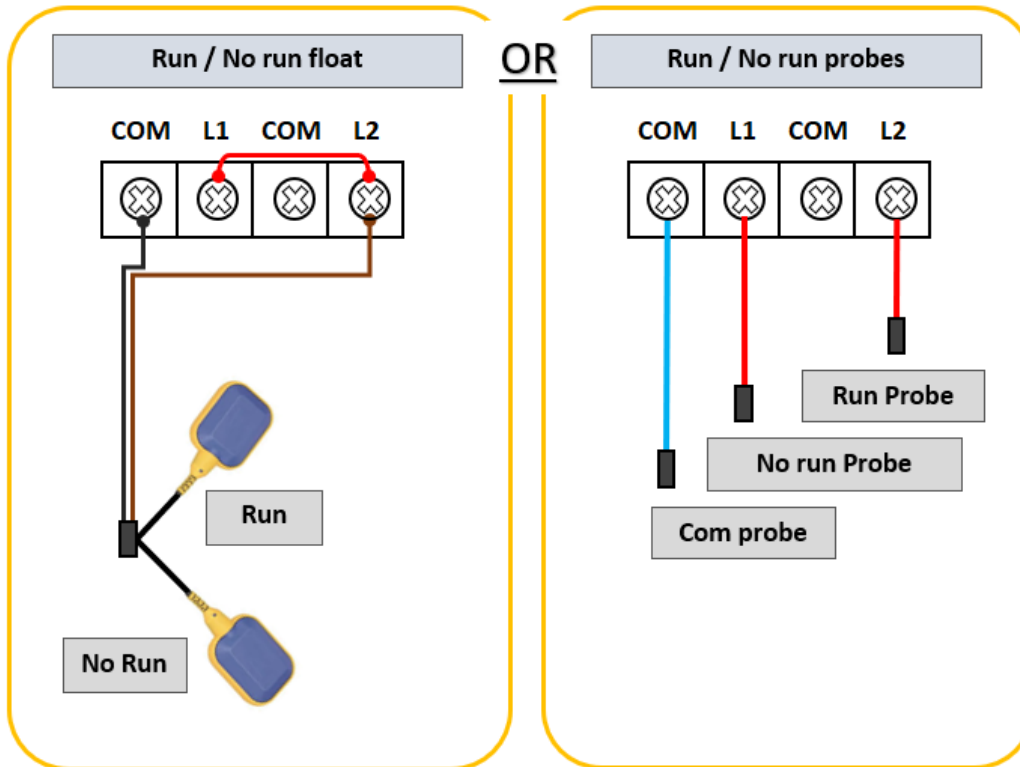 Run / No run float
OR
Run / No run probes
COM L1 COM L2
COM L1 COM L2
Run
No Run
Run Probe
No run Probe
Com probe